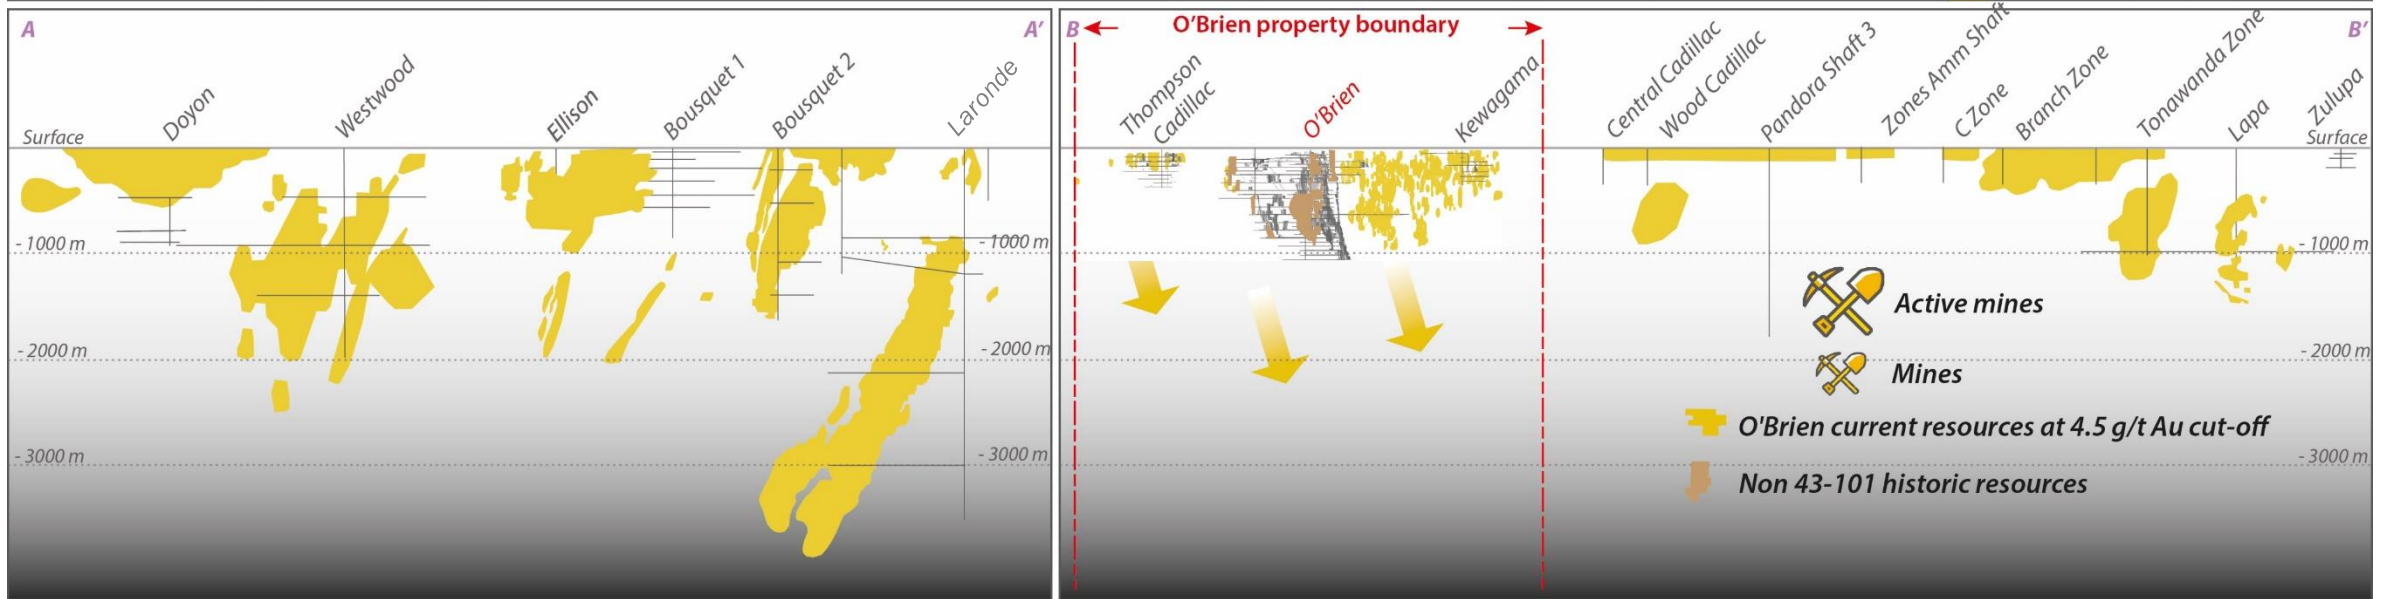 A
A'
Doyon
Westwood
Ellison
Bousquet 1
Bousquet 2
Laronde
Surface
- 1000 m
- 1000 m
- 2000 m
- 2000 m
- 3000 m
- 3000 m
B
O'Brien property boundary
B'
Thompson
Cadillac
O'Brien
Kewagama
Central Cadillac
Wood Cadillac
Pandora Shaft 3
Zones Amm Shaft
C Zone
Branch Zone
Tonawanda Zone
Lapa
Zulupa
Surface
- 1000 m
Active mines
- 2000 m
Mines
O'Brien current resources at 4.5 g/t Au cut-off
- 3000 m
Non 43-101 historic resources